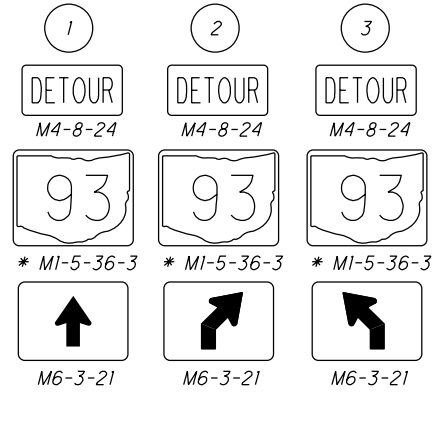 1 2 3
DETOUR DETOUR DETOUR
M4-8-24 M4-8-24 M4-8-24
93 93 93
* M1-5-36-3 * M1-5-36-3 * M1-5-36-3
M6-3-21 M6-3-21 M6-3-21